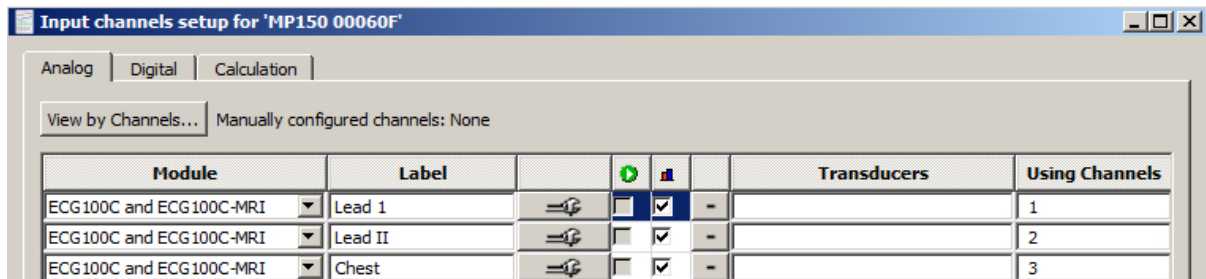 Input channels setup for 'MP150 00060F'
Analog Digital Calculation
View by Channels... Manually configured channels: None
Module Label Transducers Using Channels
ECG100C and ECG100C-MRI Lead 1 - 1
ECG100C and ECG100C-MRI Lead II - 2
ECG100C and ECG100C-MRI Chest - 3